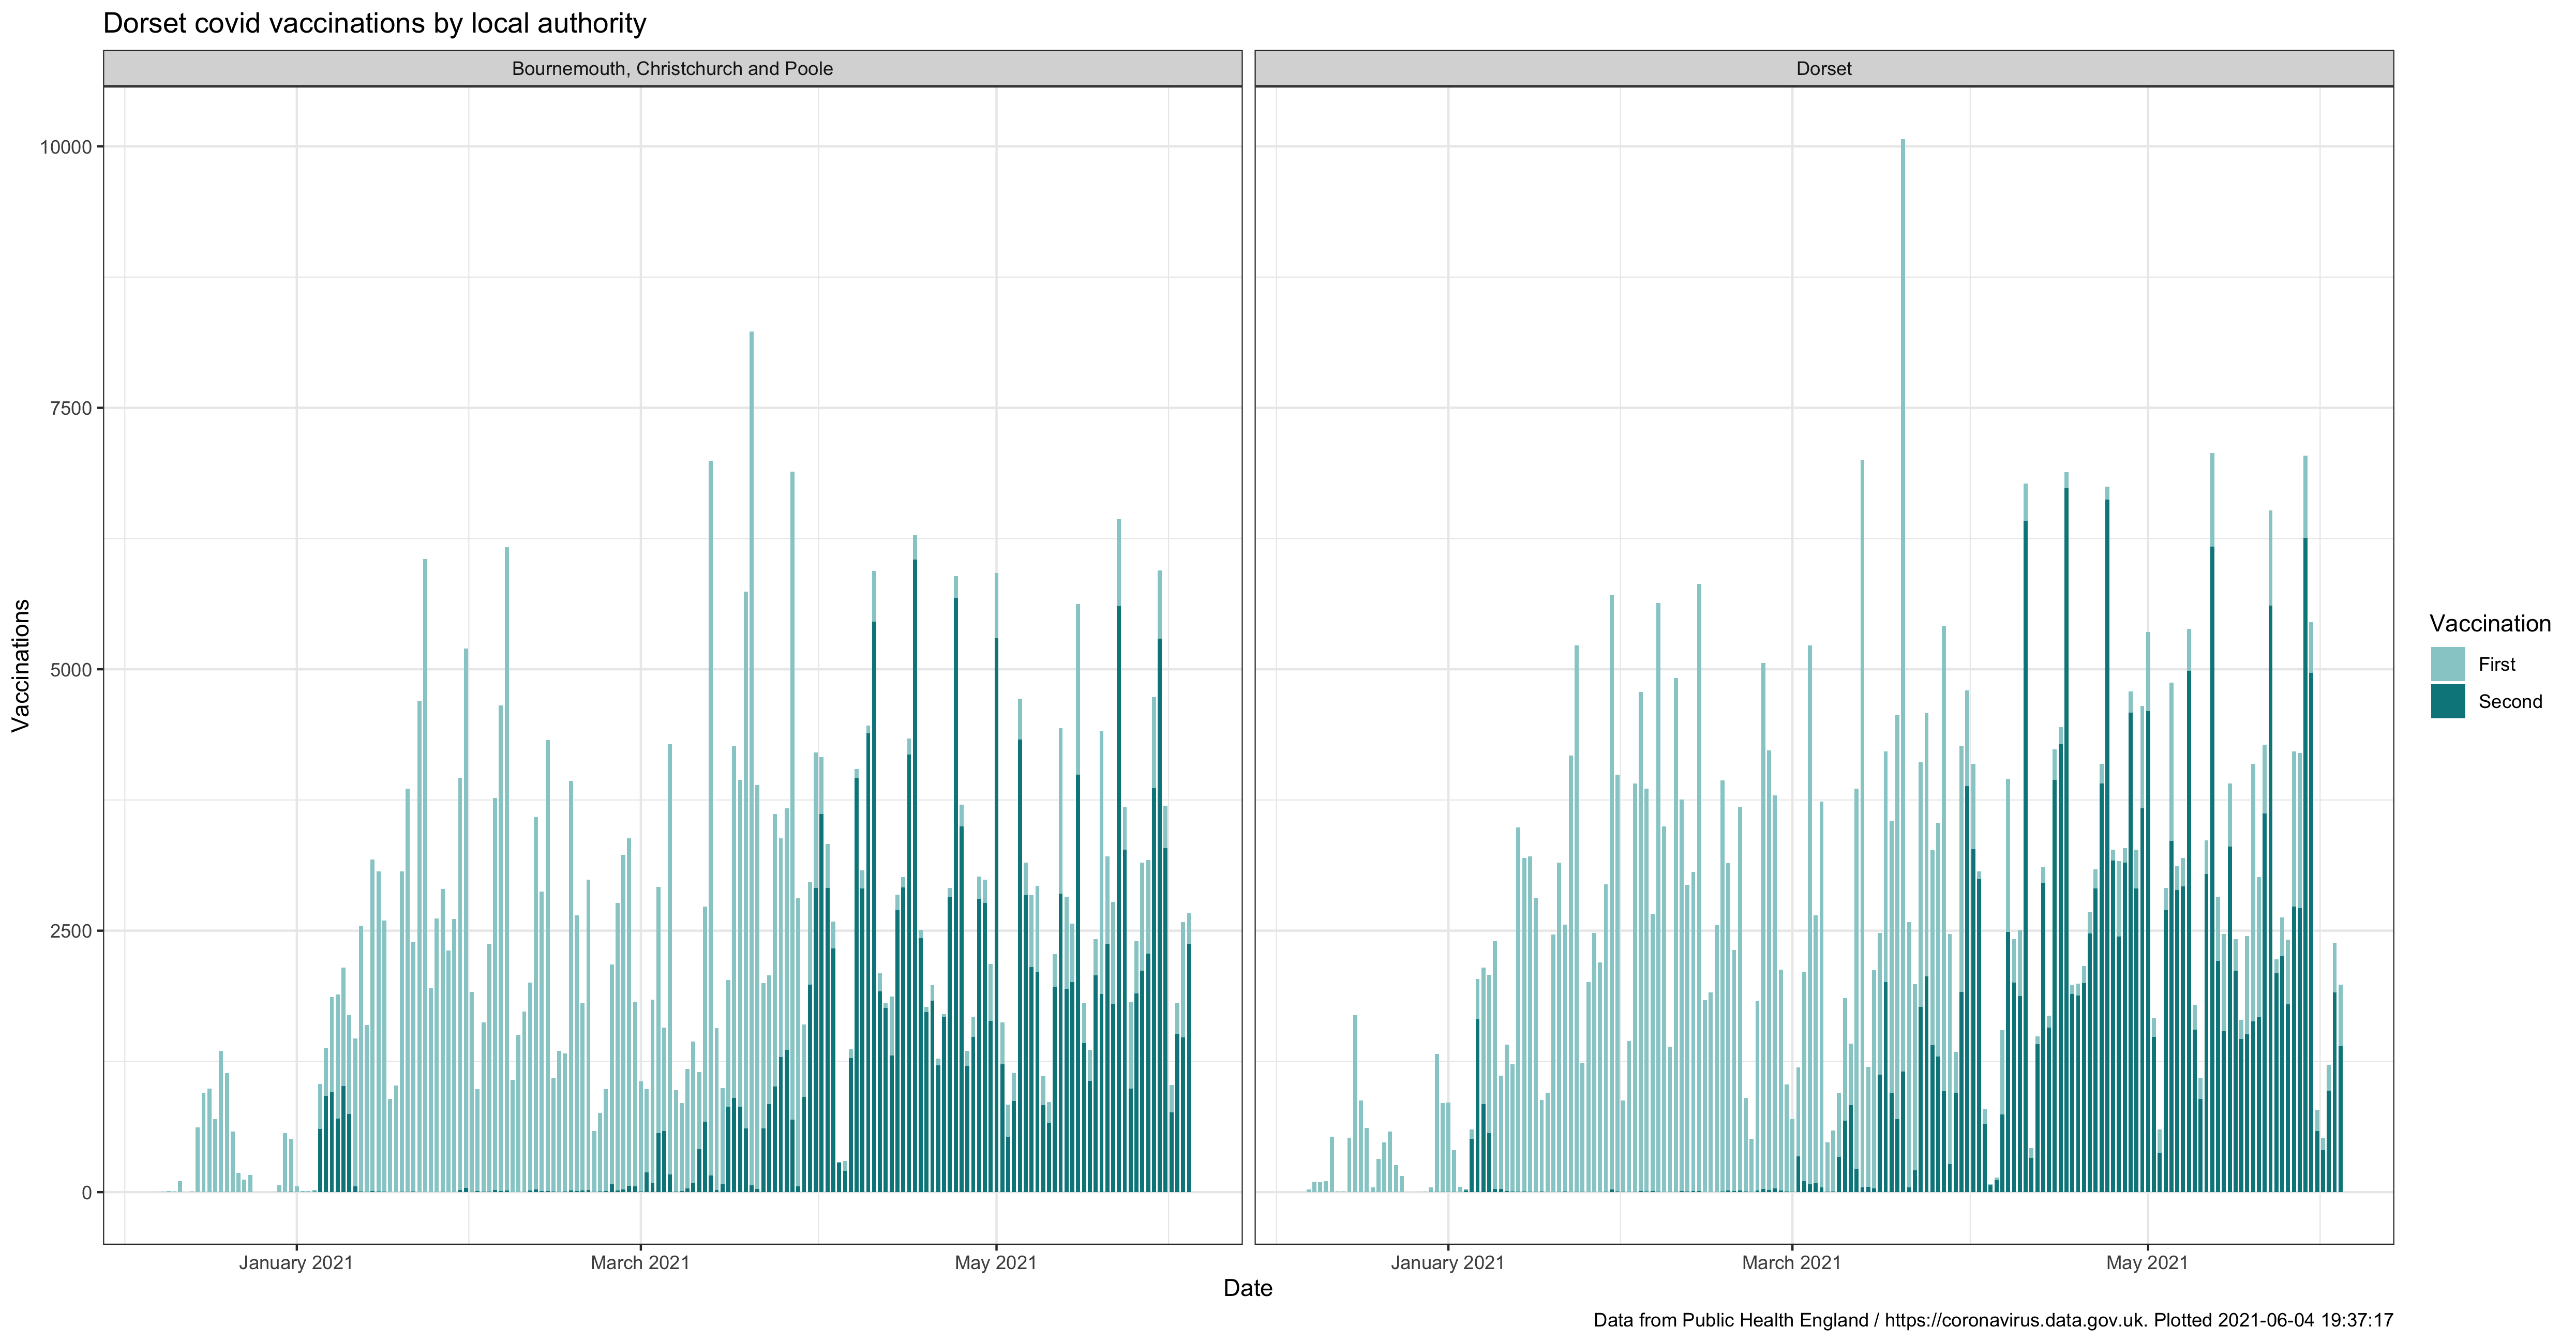 Dorset covid vaccinations by local authority
Bournemouth, Christchurch and Poole
Dorset
10000
7500
5000
2500
0
Vaccinations
January 2021
March 2021
May 2021
January 2021
March 2021
May 2021
Date
Vaccination
First
Second
Data from Public Health England / https://coronavirus.data.gov.uk. Plotted 2021-06-04 19:37:17